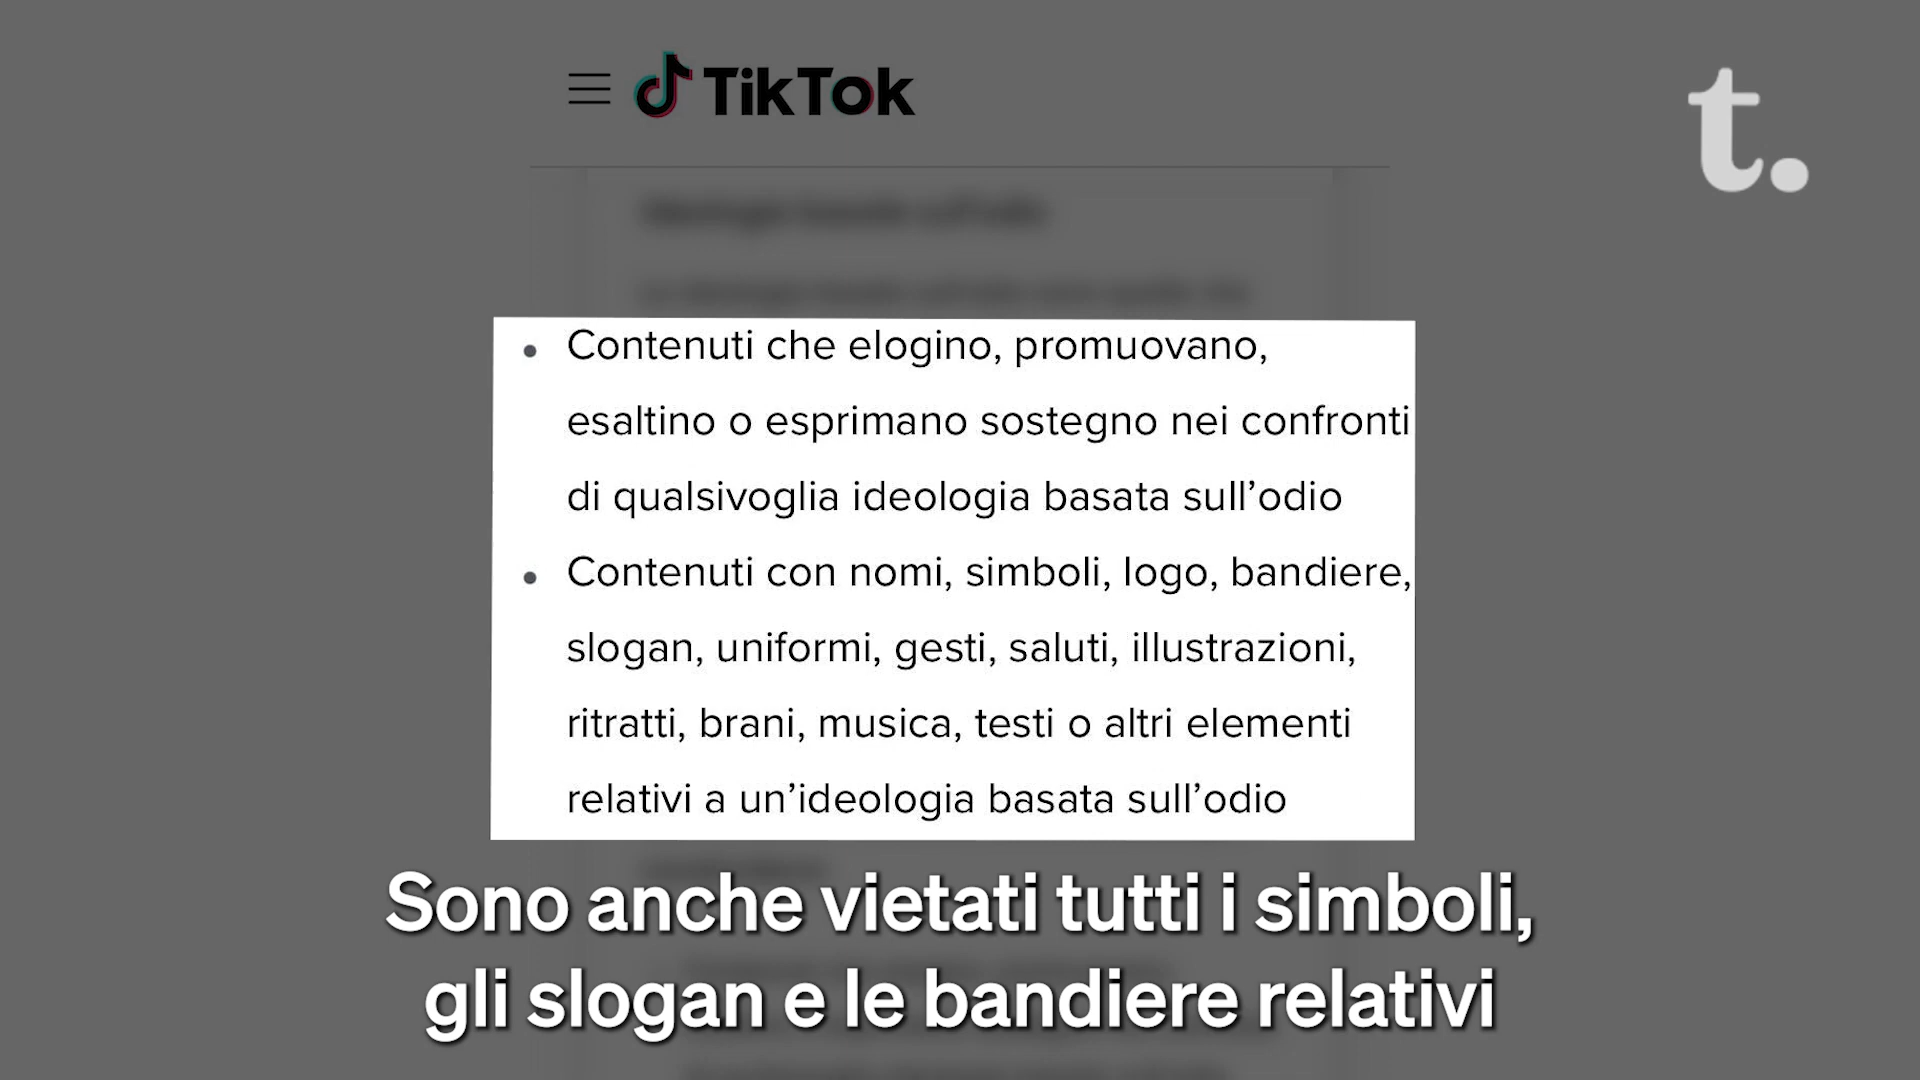 TikTok
t.
Contenuti che elogino, promuovano,
esaltino o esprimano sostegno nei confronti
di qualsivoglia ideologia basata sull’odio
Contenuti con nomi, simboli, logo, bandiere,
slogan, uniformi, gesti, saluti, illustrazioni,
ritratti, brani, musica, testi o altri elementi
relativi a un’ideologia basata sull’odio
Sono anche vietati tutti i simboli,
gli slogan e le bandiere relativi